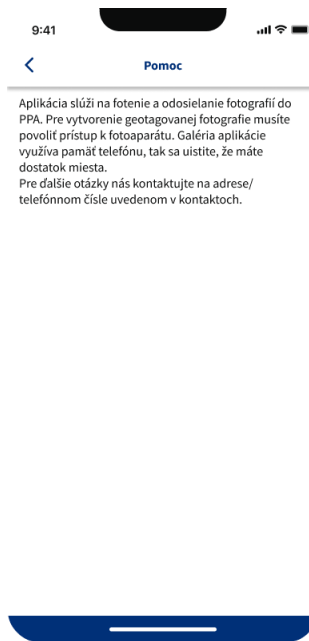 9:41
Pomoc
Aplikácia slúži na fotenie a odosielanie fotografií do
PPA. Pre vytvorenie geotagovanej fotografie musíte
povoliť prístup k fotoaparátu. Galéria aplikácie
využíva pamäť telefónu, tak sa uistite, že máte
dostatok miesta.
Pre ďalšie otázky nás kontaktujte na adrese/
telefónnom čísle uvedenom v kontaktoch.